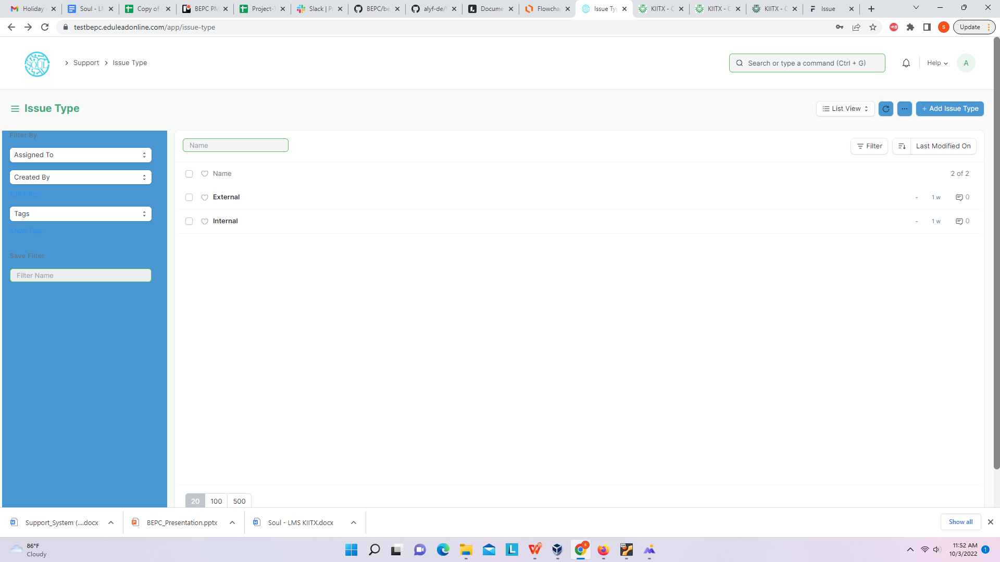 Holiday
Soul - LM
Copy of
BEPC PM
Project-T
Slack | P
BEPC/be
alyf-de/f
Docume
Flowcha
Issue Ty
KIITX - C
KIITX - C
KIITX - C
Issue
testbepc.eduleadonline.com/app/issue-type
S
Update
SOUL
Support
Issue Type
Search or type a command (Ctrl + G)
Help
A
Issue Type
List View
+ Add Issue Type
Filter By
Assigned To
Created By
Edit Filters
Tags
Show Tags
Save Filter
Filter Name
Name
Filter
Last Modified On
Name
2 of 2
External
- 1 w 0
Internal
- 1 w 0
20 100 500
Support_System (....docx
BEPC_Presentation.pptx
Soul - LMS KIITX.docx
Show all
86°F
Cloudy
11:52 AM
10/3/2022
1